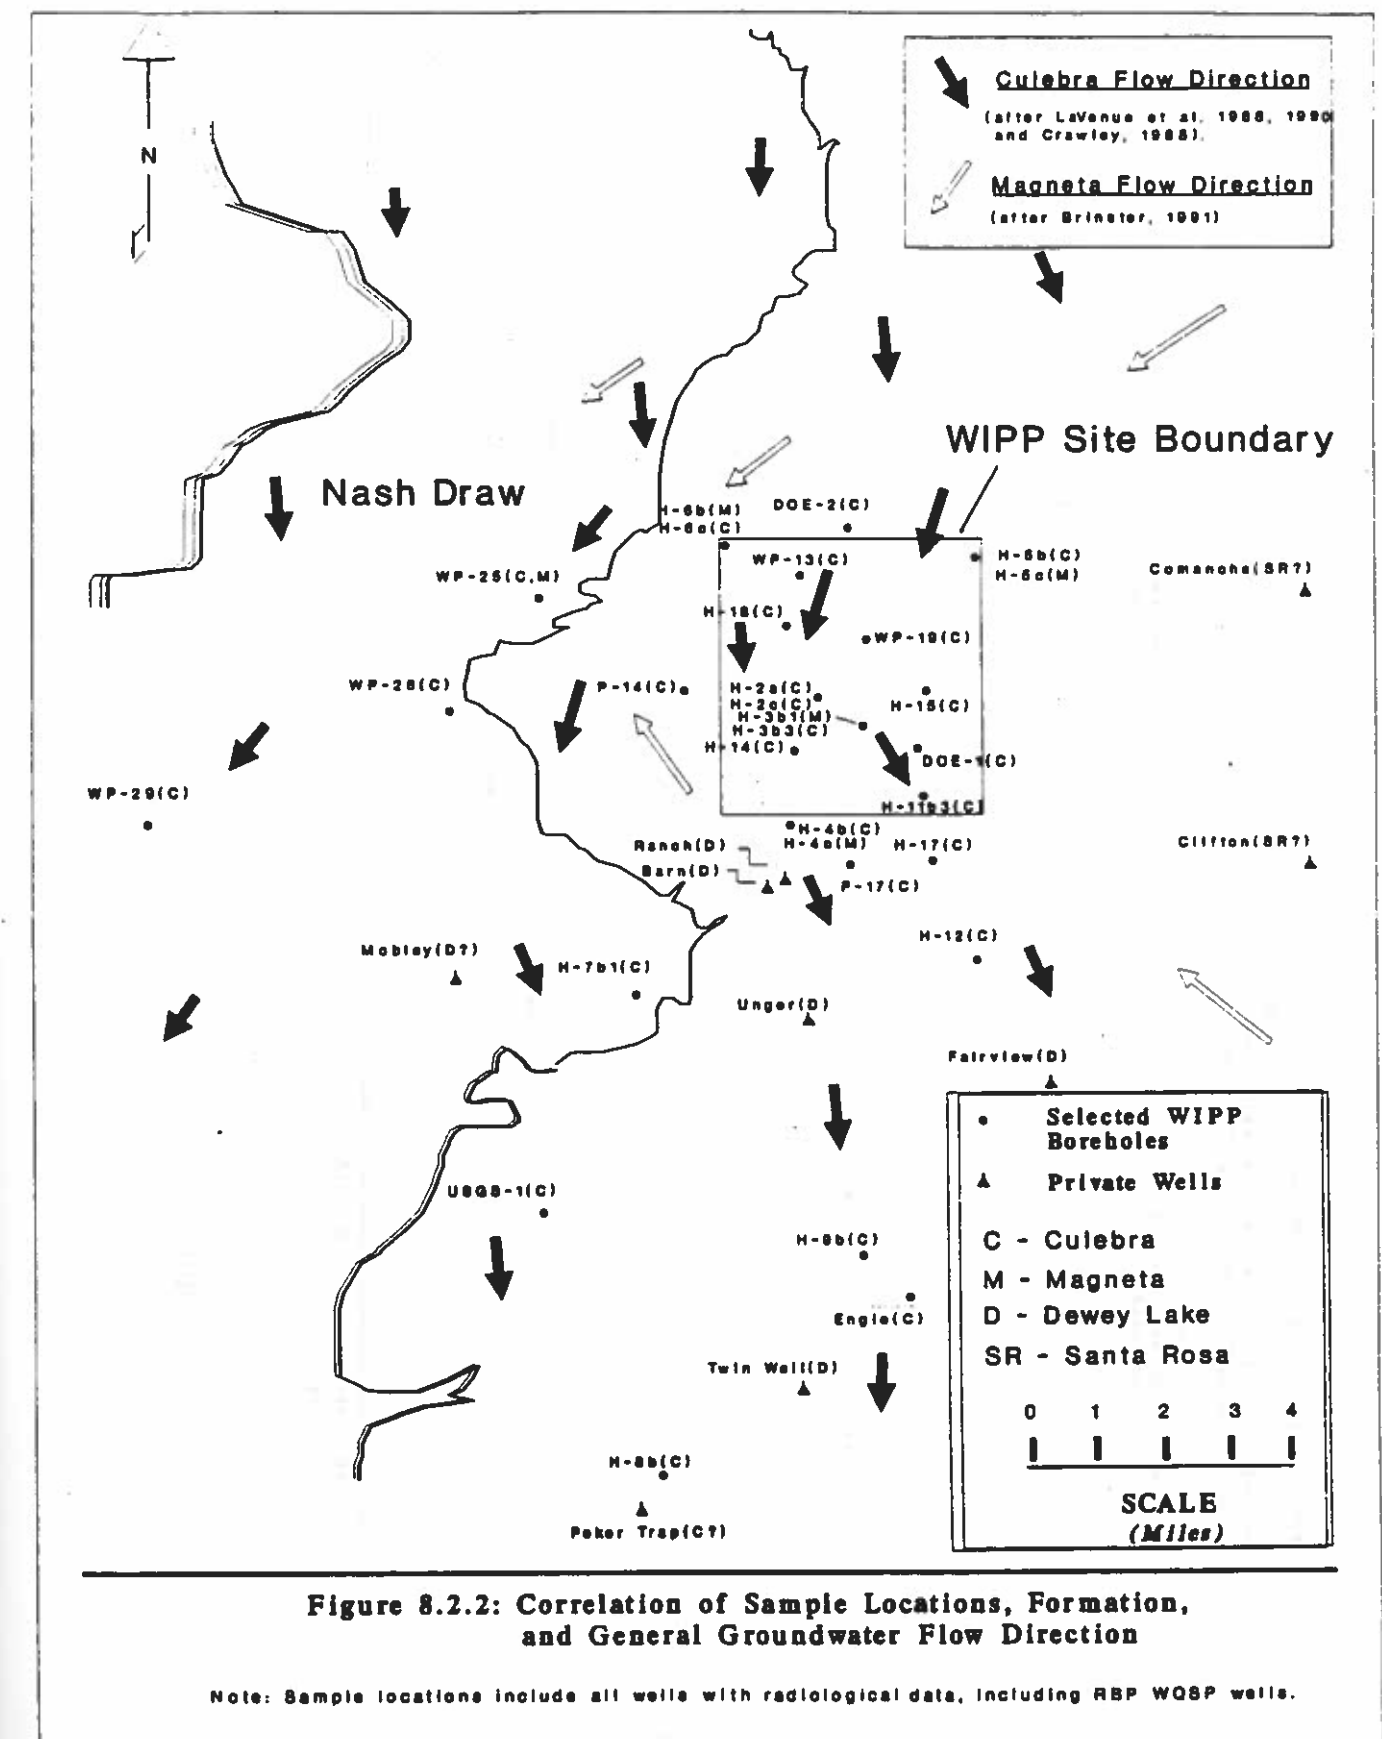 N
Culebra Flow Direction
(after LaVenue et al. 1988, 1990
and Crawley, 1988).
Magneta Flow Direction
(after Brinster, 1991)
WIPP Site Boundary
Nash Draw
H-6b(M)
H-6a(C)
DOE-2(C)
WP-13(C)
H-5b(C)
H-5a(M)
Comanche(SR?)
WP-25(C,M)
H-18(C)
WP-19(C)
WP-26(C)
P-14(C)
H-2a(C)
H-2c(C)
H-3b1(M)
H-3b3(C)
H-14(C)
H-15(C)
DOE-1(C)
WP-29(C)
H-11b3(C)
H-4b(C)
H-4a(M)
H-17(C)
Clifton(SR?)
Ranch(D)
Barn(D)
P-17(C)
H-12(C)
Mobley(D?)
H-7b1(C)
Unger(D)
Fairview(D)
Selected WIPP
Boreholes
Private Wells
USGS-1(C)
C - Culebra
H-9b(C)
M - Magneta
D - Dewey Lake
Engle(C)
SR - Santa Rosa
Twin Well(D)
0 1 2 3 4
H-8b(C)
SCALE
(Miles)
Poker Trap(C?)
Figure 8.2.2: Correlation of Sample Locations, Formation,
and General Groundwater Flow Direction
Note: Sample locations include all wells with radiological data, including RBP WQSP wells.